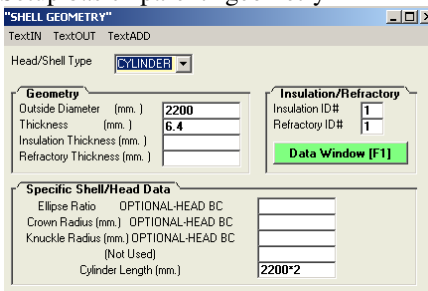 "SHELL GEOMETRY"
TextIN TextOUT TextADD
Head/Shell Type CYLINDER
Geometry
Outside Diameter (mm. ) 2200
Thickness (mm. ) 6.4
Insulation Thickness (mm. )
Refractory Thickness (mm. )
Insulation/Refractory
Insulation ID# 1
Refractory ID# 1
Data Window [F1]
Specific Shell/Head Data
Ellipse Ratio OPTIONAL-HEAD BC
Crown Radius (mm.) OPTIONAL-HEAD BC
Knuckle Radius (mm.) OPTIONAL-HEAD BC
(Not Used)
Cylinder Length (mm.) 2200*2